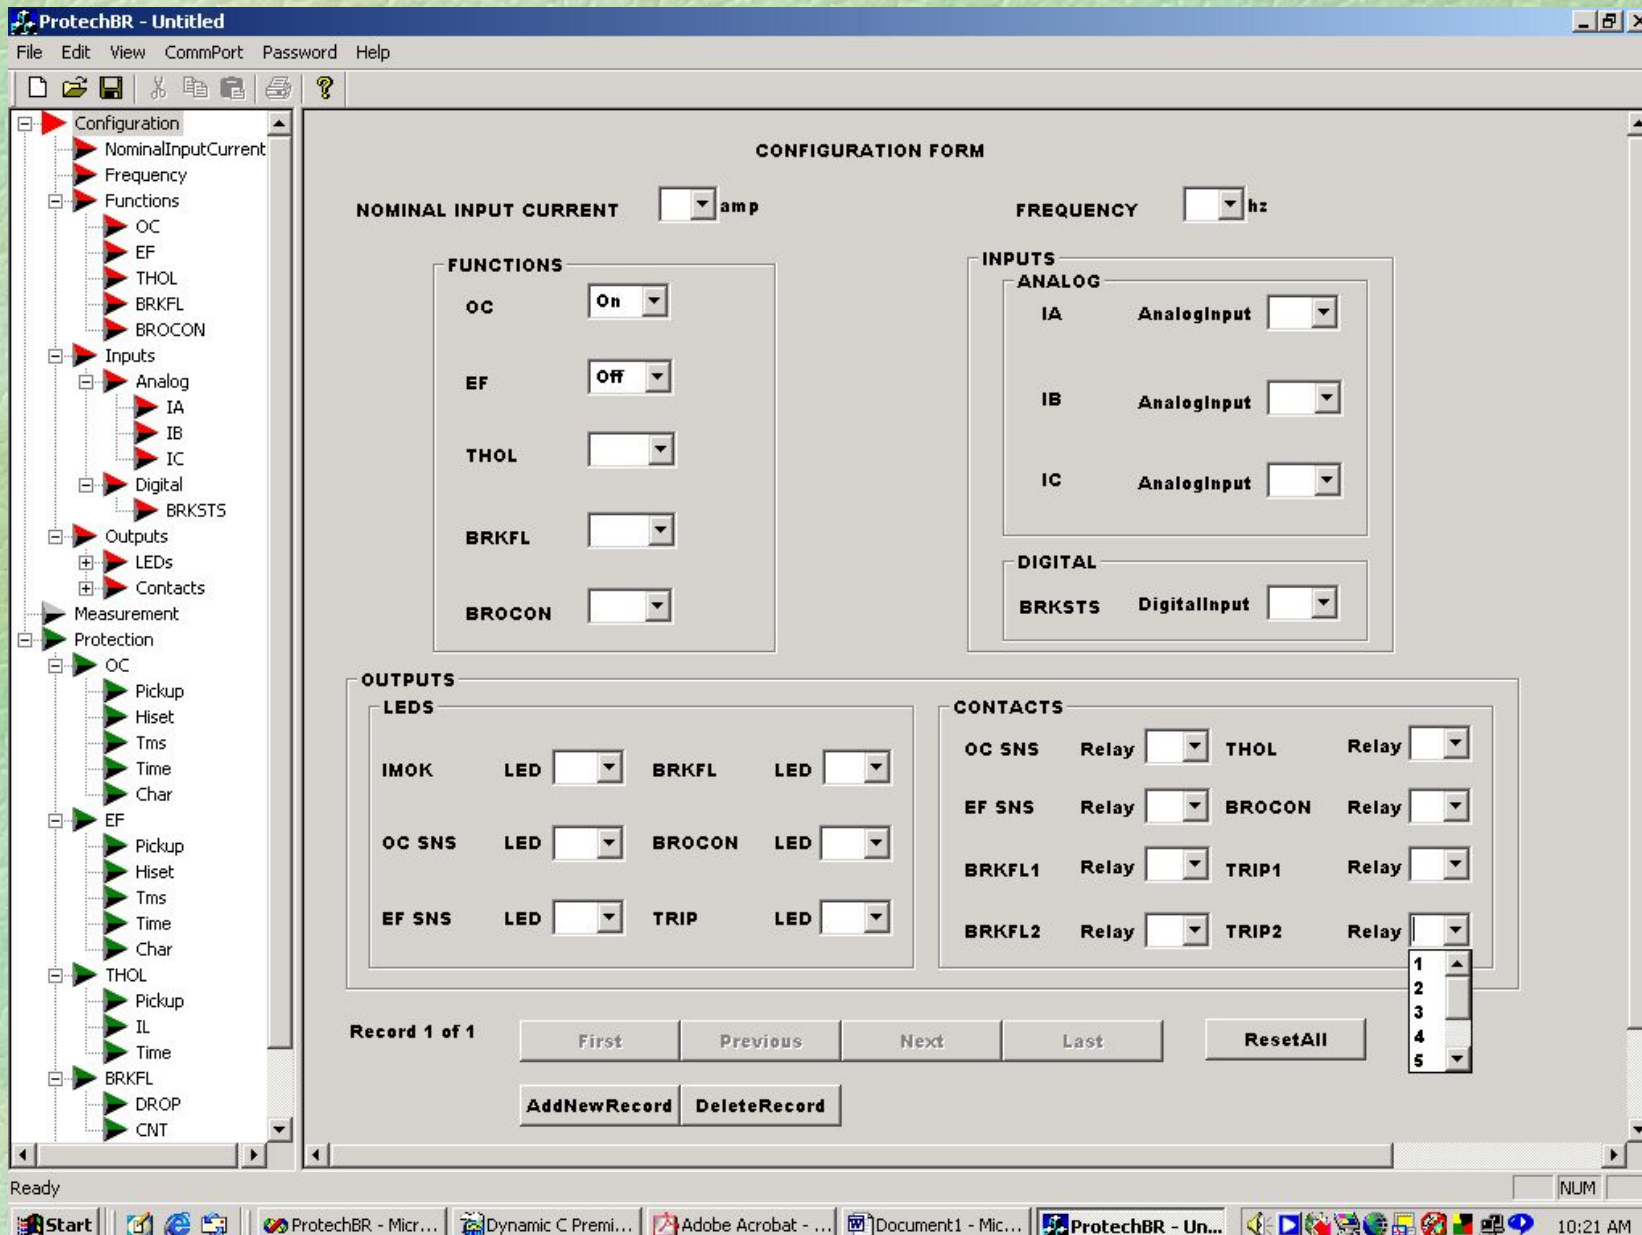 ProtechBR - Untitled
File Edit View CommPort Password Help
Configuration
NominalInputCurrent
Frequency
Functions
OC
EF
THOL
BRKFL
BROCON
Inputs
Analog
IA
IB
IC
Digital
BRKSTS
Outputs
LEDs
Contacts
Measurement
Protection
OC
Pickup
Hiset
Tms
Time
Char
EF
Pickup
Hiset
Tms
Time
Char
THOL
Pickup
IL
Time
BRKFL
DROP
CNT
CONFIGURATION FORM
NOMINAL INPUT CURRENT amp FREQUENCY hz
FUNCTIONS
OC On
EF Off
THOL
BRKFL
BROCON
INPUTS
ANALOG
IA AnalogInput
IB AnalogInput
IC AnalogInput
DIGITAL
BRKSTS DigitalInput
OUTPUTS
LEDS
IMOK LED BRKFL LED
OC SNS LED BROCON LED
EF SNS LED TRIP LED
CONTACTS
OC SNS Relay THOL Relay
EF SNS Relay BROCON Relay
BRKFL1 Relay TRIP1 Relay
BRKFL2 Relay TRIP2 Relay
1
2
3
4
5
Record 1 of 1 First Previous Next Last ResetAll
AddNewRecord DeleteRecord
Ready NUM
Start ProtechBR - Micr... Dynamic C Premi... Adobe Acrobat - ... Document1 - Mic... ProtechBR - Un... 10:21 AM